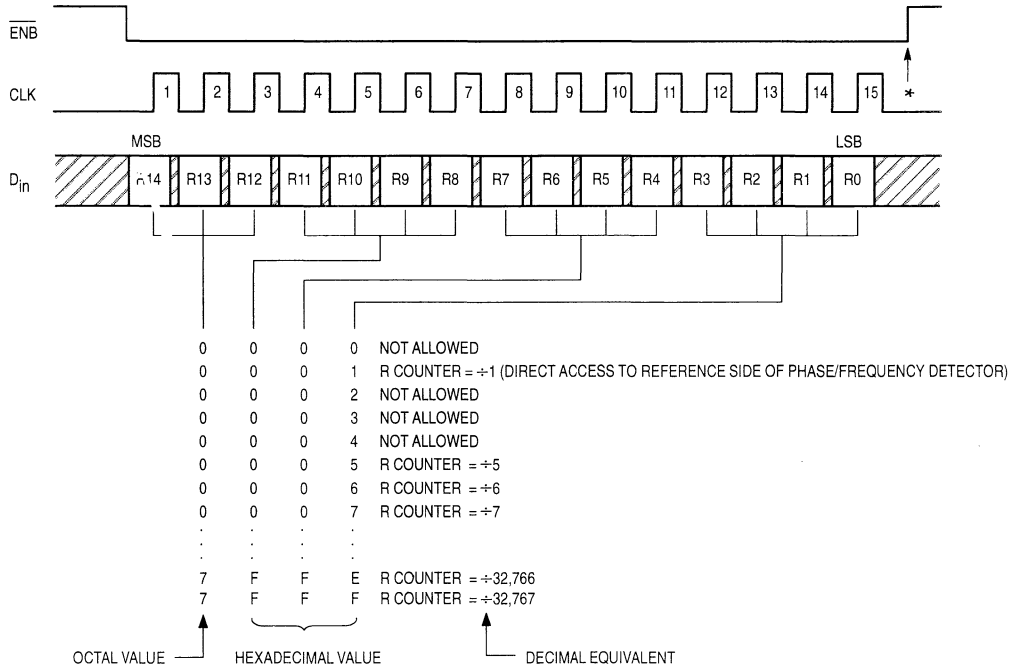 ENB
CLK 1 2 3 4 5 6 7 8 9 10 11 12 13 14 15 *
MSB LSB
Din R14 R13 R12 R11 R10 R9 R8 R7 R6 R5 R4 R3 R2 R1 R0
0 0 0 0 NOT ALLOWED
0 0 0 1 R COUNTER = ÷1 (DIRECT ACCESS TO REFERENCE SIDE OF PHASE/FREQUENCY DETECTOR)
0 0 0 2 NOT ALLOWED
0 0 0 3 NOT ALLOWED
0 0 0 4 NOT ALLOWED
0 0 0 5 R COUNTER = ÷5
0 0 0 6 R COUNTER = ÷6
0 0 0 7 R COUNTER = ÷7
. . . .
. . . .
. . . .
7 F F E R COUNTER = ÷32,766
7 F F F R COUNTER = ÷32,767
OCTAL VALUE HEXADECIMAL VALUE DECIMAL EQUIVALENT